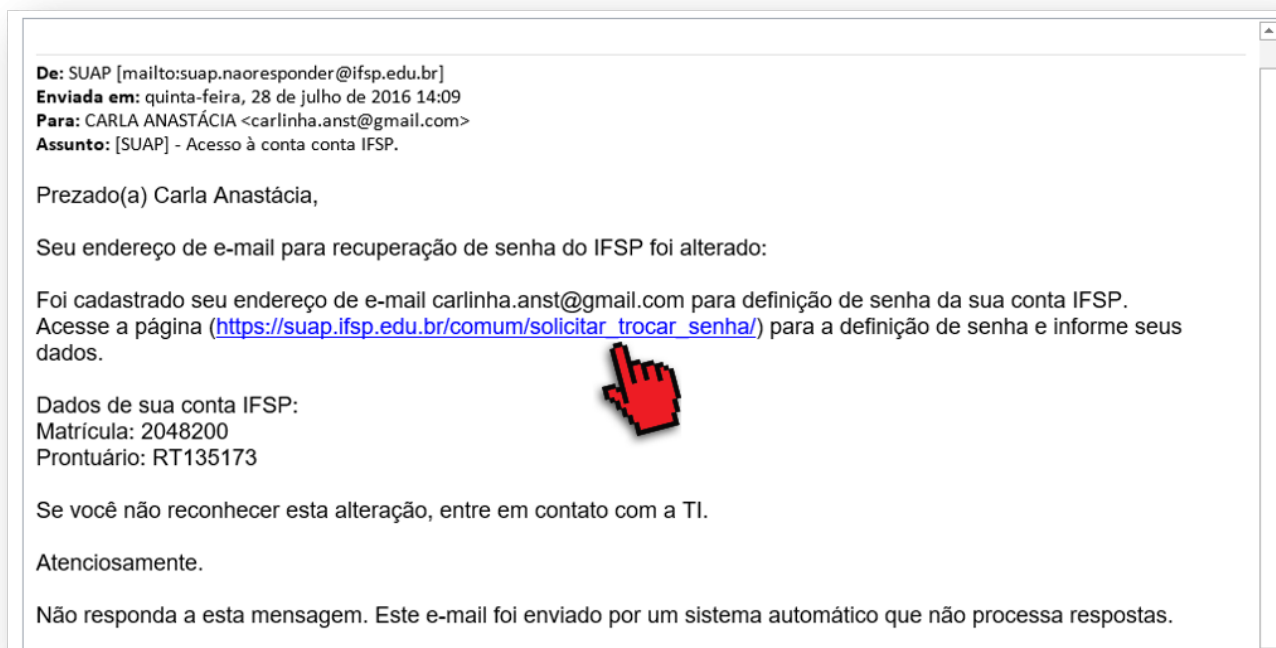 De: SUAP [mailto:suap.naoresponder@ifsp.edu.br]
Enviada em: quinta-feira, 28 de julho de 2016 14:09
Para: CARLA ANASTÁCIA <carlinha.anst@gmail.com>
Assunto: [SUAP] - Acesso à conta conta IFSP.
Prezado(a) Carla Anastácia,
Seu endereço de e-mail para recuperação de senha do IFSP foi alterado:
Foi cadastrado seu endereço de e-mail carlinha.anst@gmail.com para definição de senha da sua conta IFSP.
Acesse a página (https://suap.ifsp.edu.br/comum/solicitar_trocar_senha/) para a definição de senha e informe seus
dados.
Dados de sua conta IFSP:
Matrícula: 2048200
Prontuário: RT135173
Se você não reconhecer esta alteração, entre em contato com a TI.
Atenciosamente.
Não responda a esta mensagem. Este e-mail foi enviado por um sistema automático que não processa respostas.